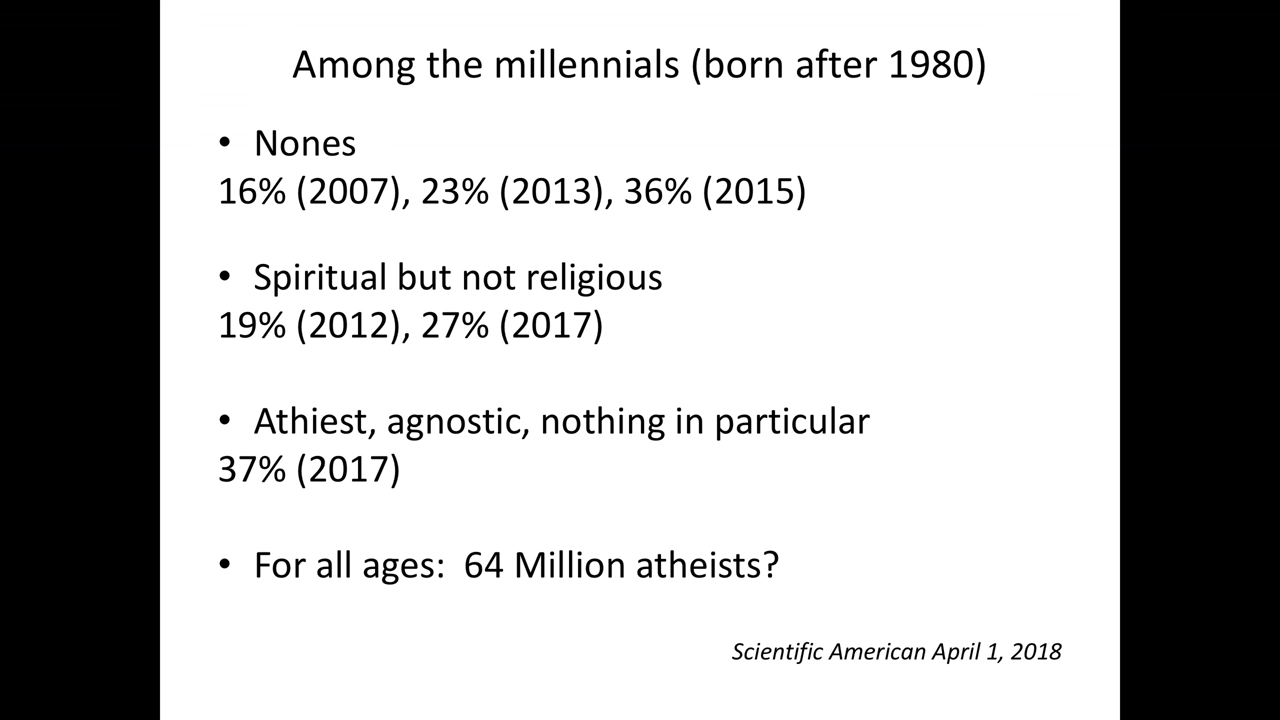 Among the millennials (born after 1980)
• Nones
16% (2007), 23% (2013), 36% (2015)
• Spiritual but not religious
19% (2012), 27% (2017)
• Athiest, agnostic, nothing in particular
37% (2017)
• For all ages:  64 Million atheists?
Scientific American April 1, 2018